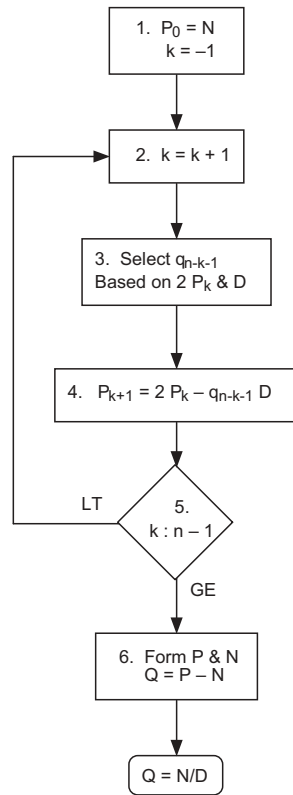 1. P₀ = N
k = –1
2. k = k + 1
3. Select qₙ₋ₖ₋₁
Based on 2 Pₖ & D
4. Pₖ₊₁ = 2 Pₖ – qₙ₋ₖ₋₁ D
5.
k : n – 1
LT
GE
6. Form P & N
Q = P – N
Q = N/D